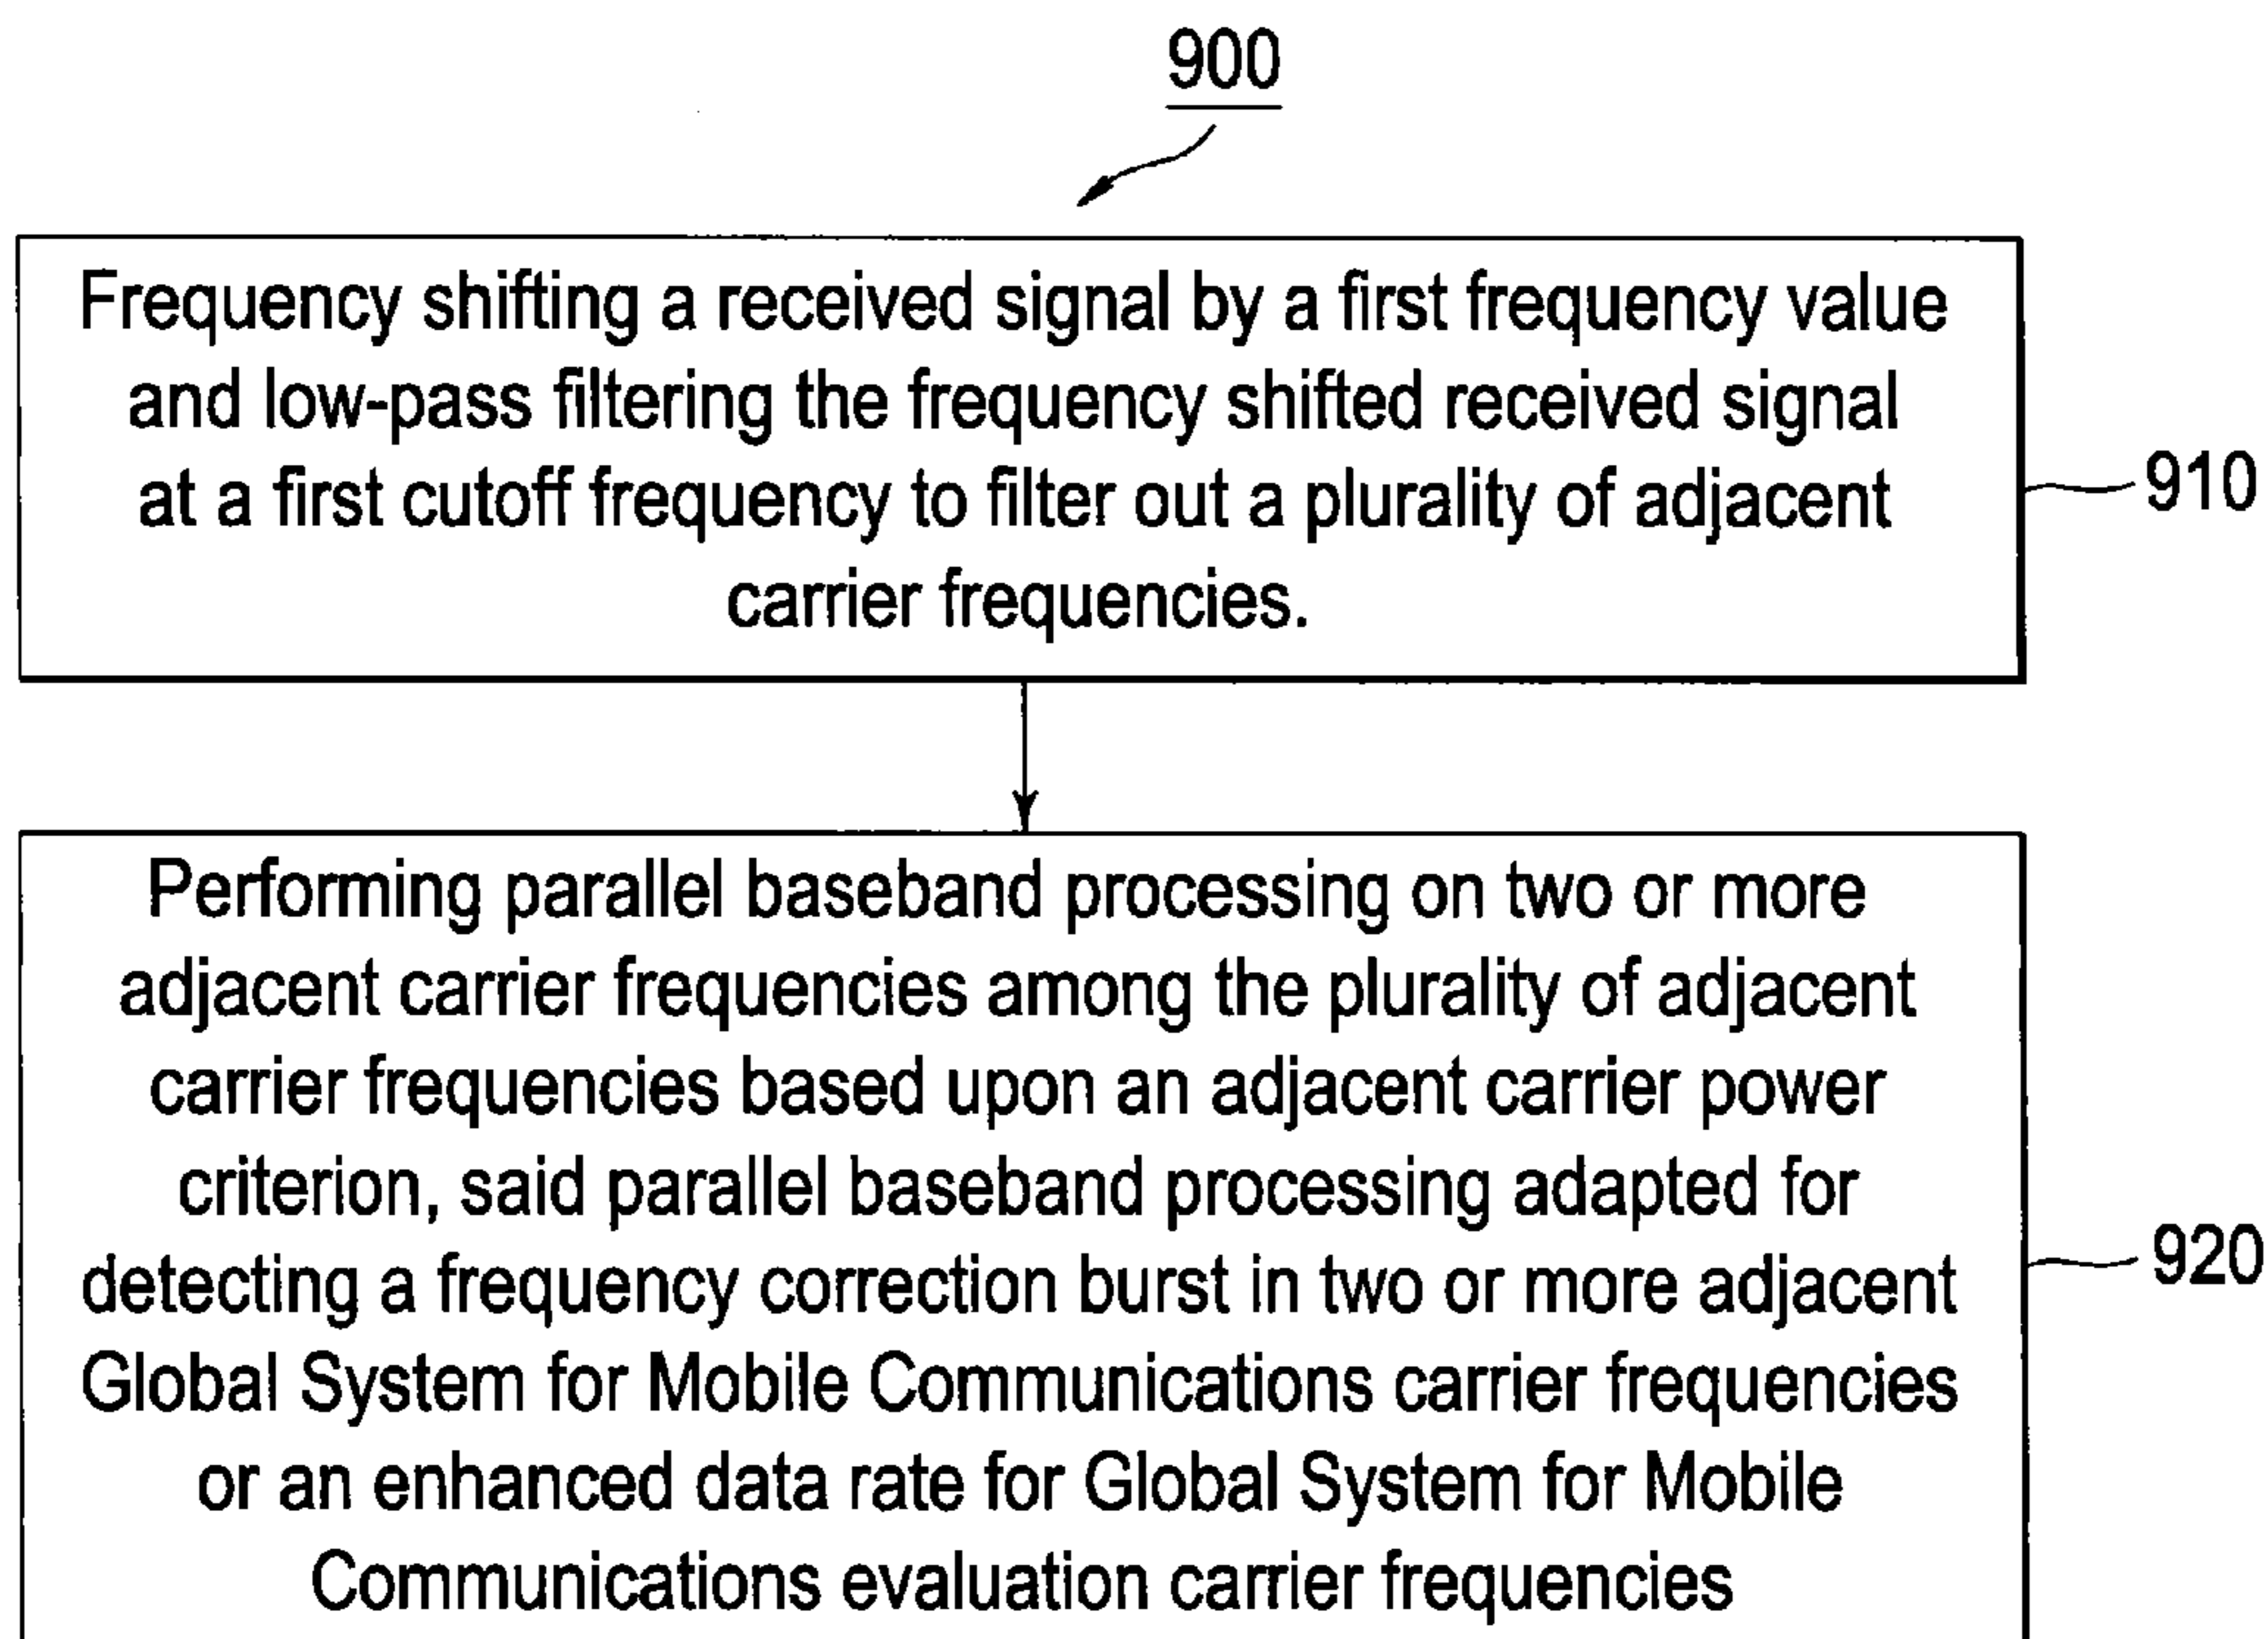 900
Frequency shifting a received signal by a first frequency value
and low-pass filtering the frequency shifted received signal
at a first cutoff frequency to filter out a plurality of adjacent
carrier frequencies.
910
Performing parallel baseband processing on two or more
adjacent carrier frequencies among the plurality of adjacent
carrier frequencies based upon an adjacent carrier power
criterion, said parallel baseband processing adapted for
detecting a frequency correction burst in two or more adjacent
Global System for Mobile Communications carrier frequencies
or an enhanced data rate for Global System for Mobile
Communications evaluation carrier frequencies
920